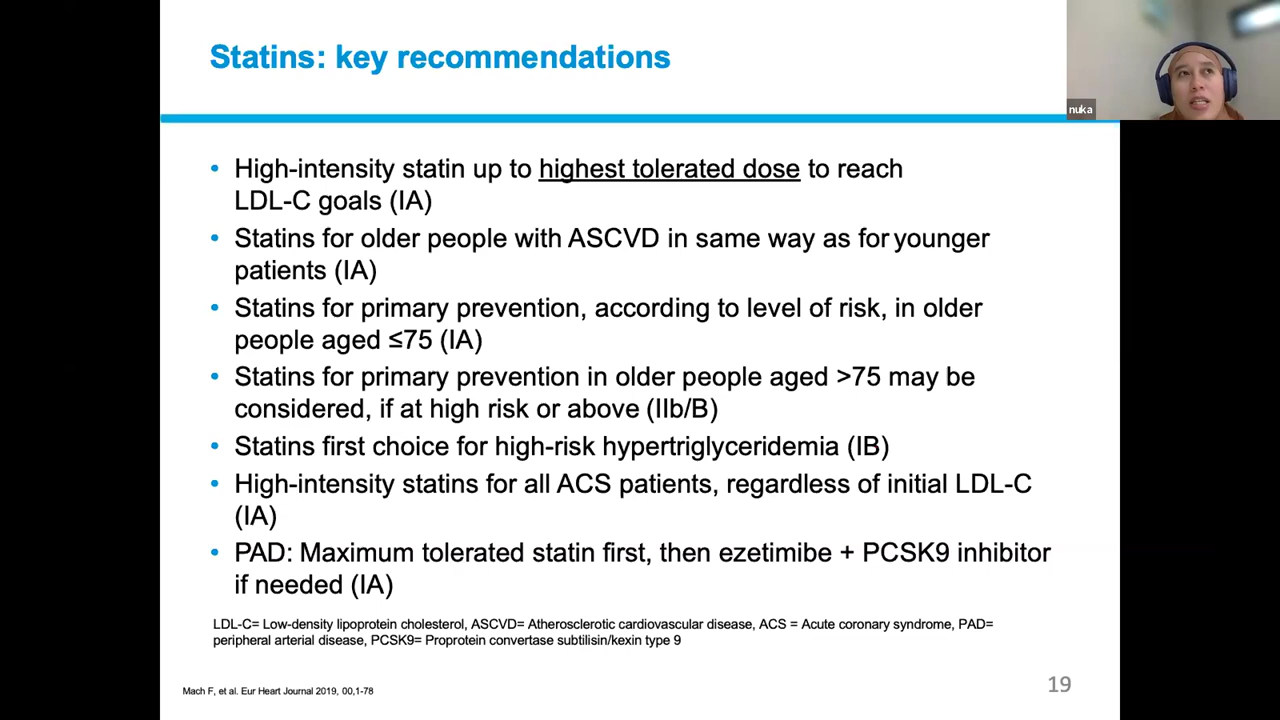 Statins: key recommendations
nuka
• High-intensity statin up to highest tolerated dose to reach
LDL-C goals (IA)
• Statins for older people with ASCVD in same way as for younger
patients (IA)
• Statins for primary prevention, according to level of risk, in older
people aged ≤75 (IA)
• Statins for primary prevention in older people aged >75 may be
considered, if at high risk or above (IIb/B)
• Statins first choice for high-risk hypertriglyceridemia (IB)
• High-intensity statins for all ACS patients, regardless of initial LDL-C
(IA)
• PAD: Maximum tolerated statin first, then ezetimibe + PCSK9 inhibitor
if needed (IA)
LDL-C= Low-density lipoprotein cholesterol, ASCVD= Atherosclerotic cardiovascular disease, ACS = Acute coronary syndrome, PAD=
peripheral arterial disease, PCSK9= Proprotein convertase subtilisin/kexin type 9
Mach F, et al. Eur Heart Journal 2019, 00,1-78
19